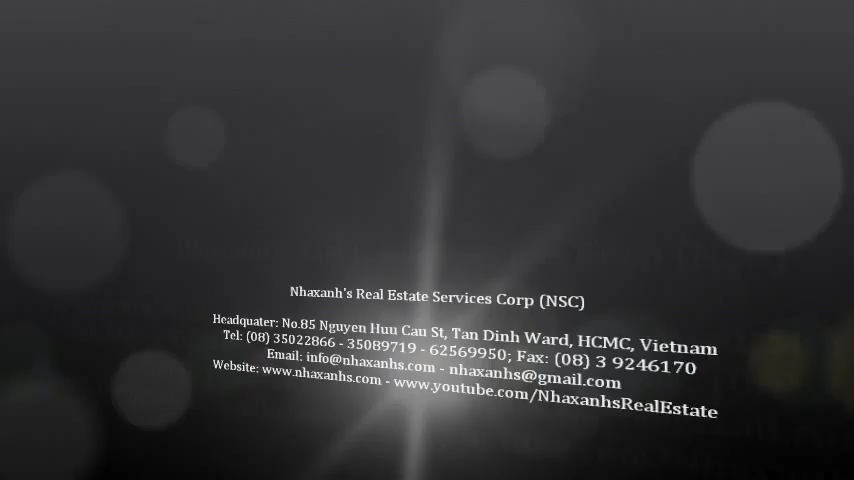 Nhaxanh's Real Estate Services Corp (NSC)
Headquater: No.85 Nguyen Huu Cau St, Tan Dinh Ward, HCMC, Vietnam
Tel: (08) 35022866 - 35089719 - 62569950; Fax: (08) 3 9246170
Email: info@nhaxanhs.com - nhaxanhs@gmail.com
Website: www.nhaxanhs.com - www.youtube.com/NhaxanhsRealEstate